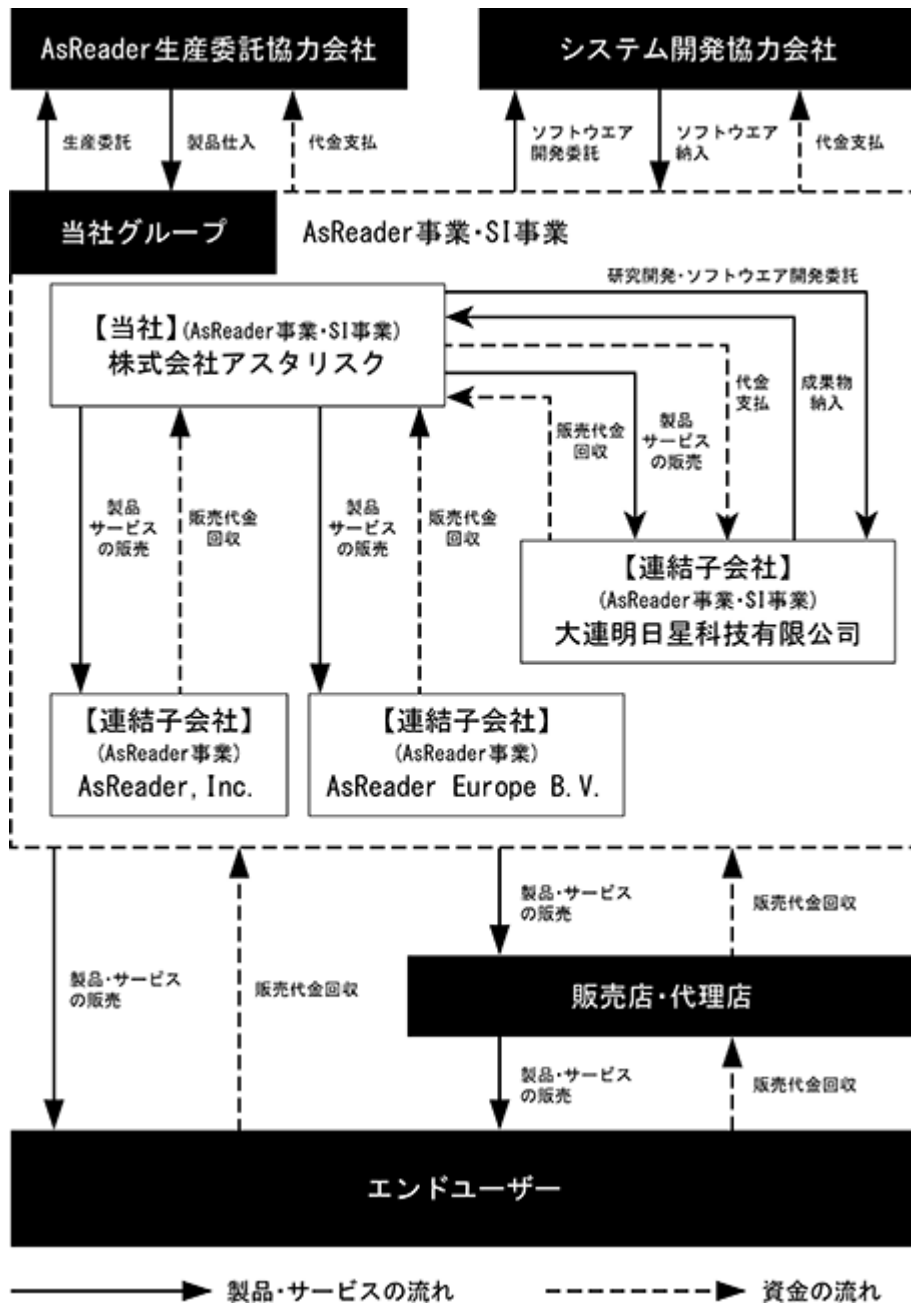 AsReader生産委託協力会社
システム開発協力会社
生産委託
製品仕入
代金支払
ソフトウエア
開発委託
ソフトウエア
納入
代金支払
当社グループ
AsReader事業・SI事業
研究開発・ソフトウエア開発委託
【当社】(AsReader事業・SI事業)
株式会社アスタリスク
代金
支払
成果物
納入
販売代金
回収
製品
サービス
の販売
製品
サービス
の販売
販売代金
回収
製品
サービス
の販売
販売代金
回収
【連結子会社】
(AsReader事業・SI事業)
大連明日星科技有限公司
【連結子会社】
(AsReader事業)
AsReader, Inc.
【連結子会社】
(AsReader事業)
AsReader Europe B.V.
製品・サービス
の販売
販売代金回収
製品・サービス
の販売
販売代金回収
販売店・代理店
製品・サービス
の販売
販売代金回収
エンドユーザー
製品・サービスの流れ
資金の流れ